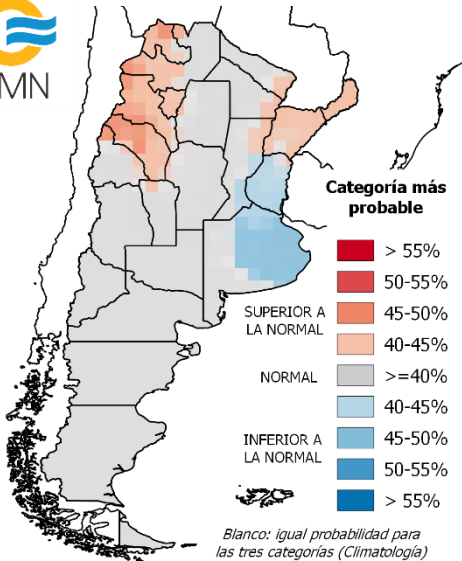 MN
Categoría más
probable
> 55%
50-55%
45-50%
SUPERIOR A
LA NORMAL
40-45%
NORMAL
>=40%
40-45%
INFERIOR A
LA NORMAL
45-50%
50-55%
> 55%
Blanco: igual probabilidad para
las tres categorías (Climatología)